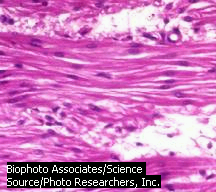 Biophoto Associates/Science
Source/Photo Researchers, Inc.